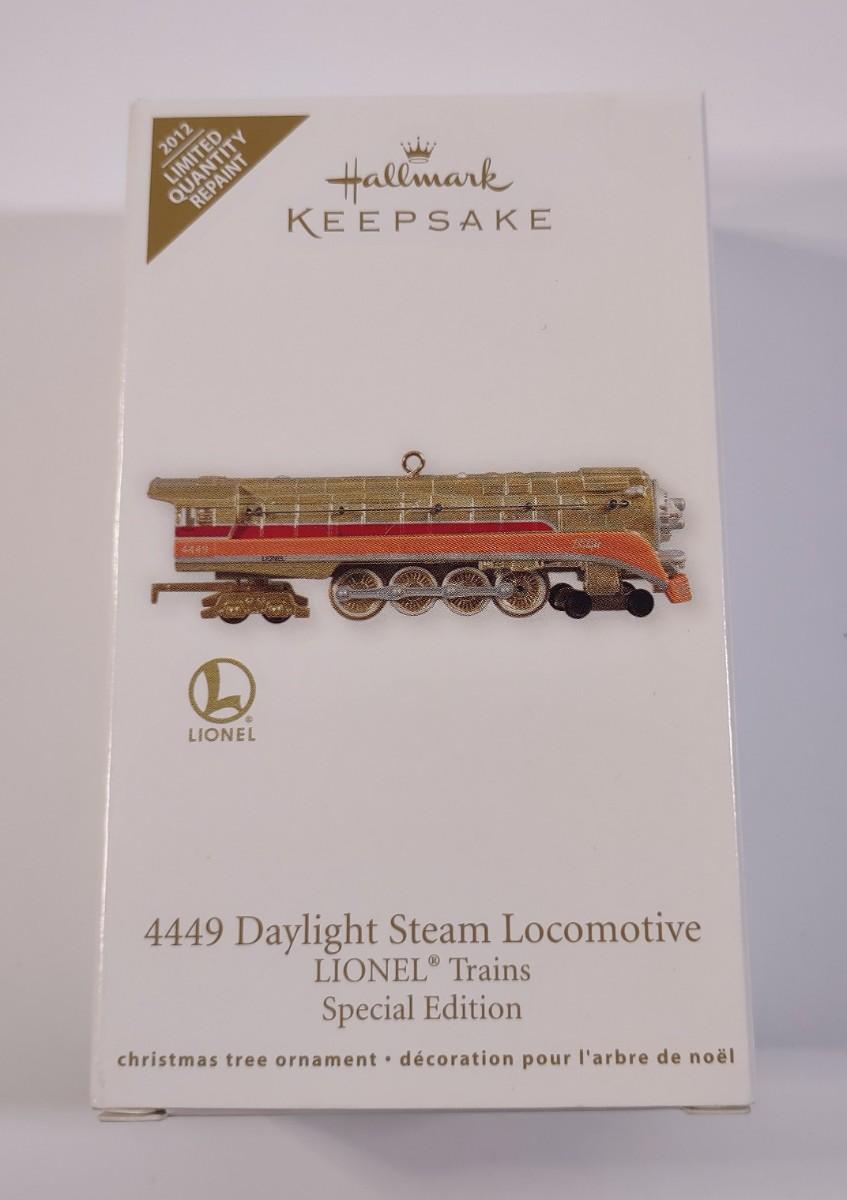 2012
LIMITED
QUANTITY
REPAINT
Hallmark
KEEPSAKE
4449
LIONEL
L
®
LIONEL
4449 Daylight Steam Locomotive
LIONEL® Trains
Special Edition
christmas tree ornament • décoration pour l'arbre de noël